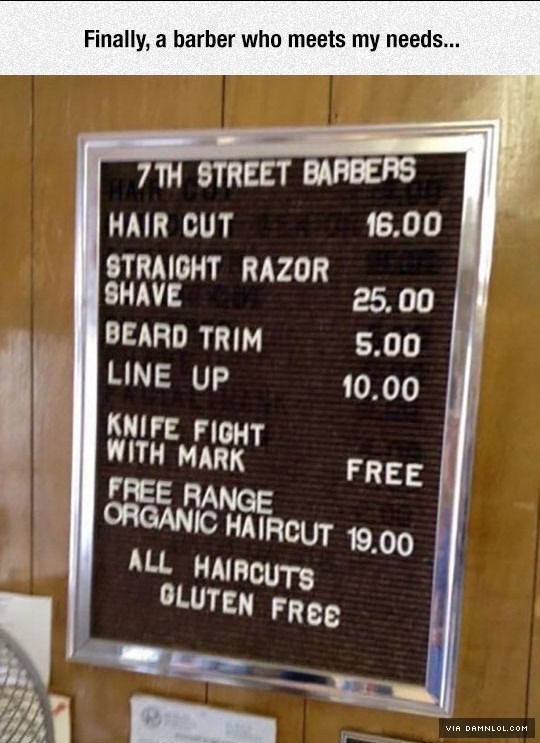 Finally, a barber who meets my needs...
7TH STREET BARBERS
HAIR CUT 16.00
STRAIGHT RAZOR
SHAVE 25.00
BEARD TRIM 5.00
LINE UP 10.00
KNIFE FIGHT
WITH MARK FREE
FREE RANGE
ORGANIC HAIRCUT 19.00
ALL HAIRCUTS
GLUTEN FREE
VIA DAMNLOL.COM